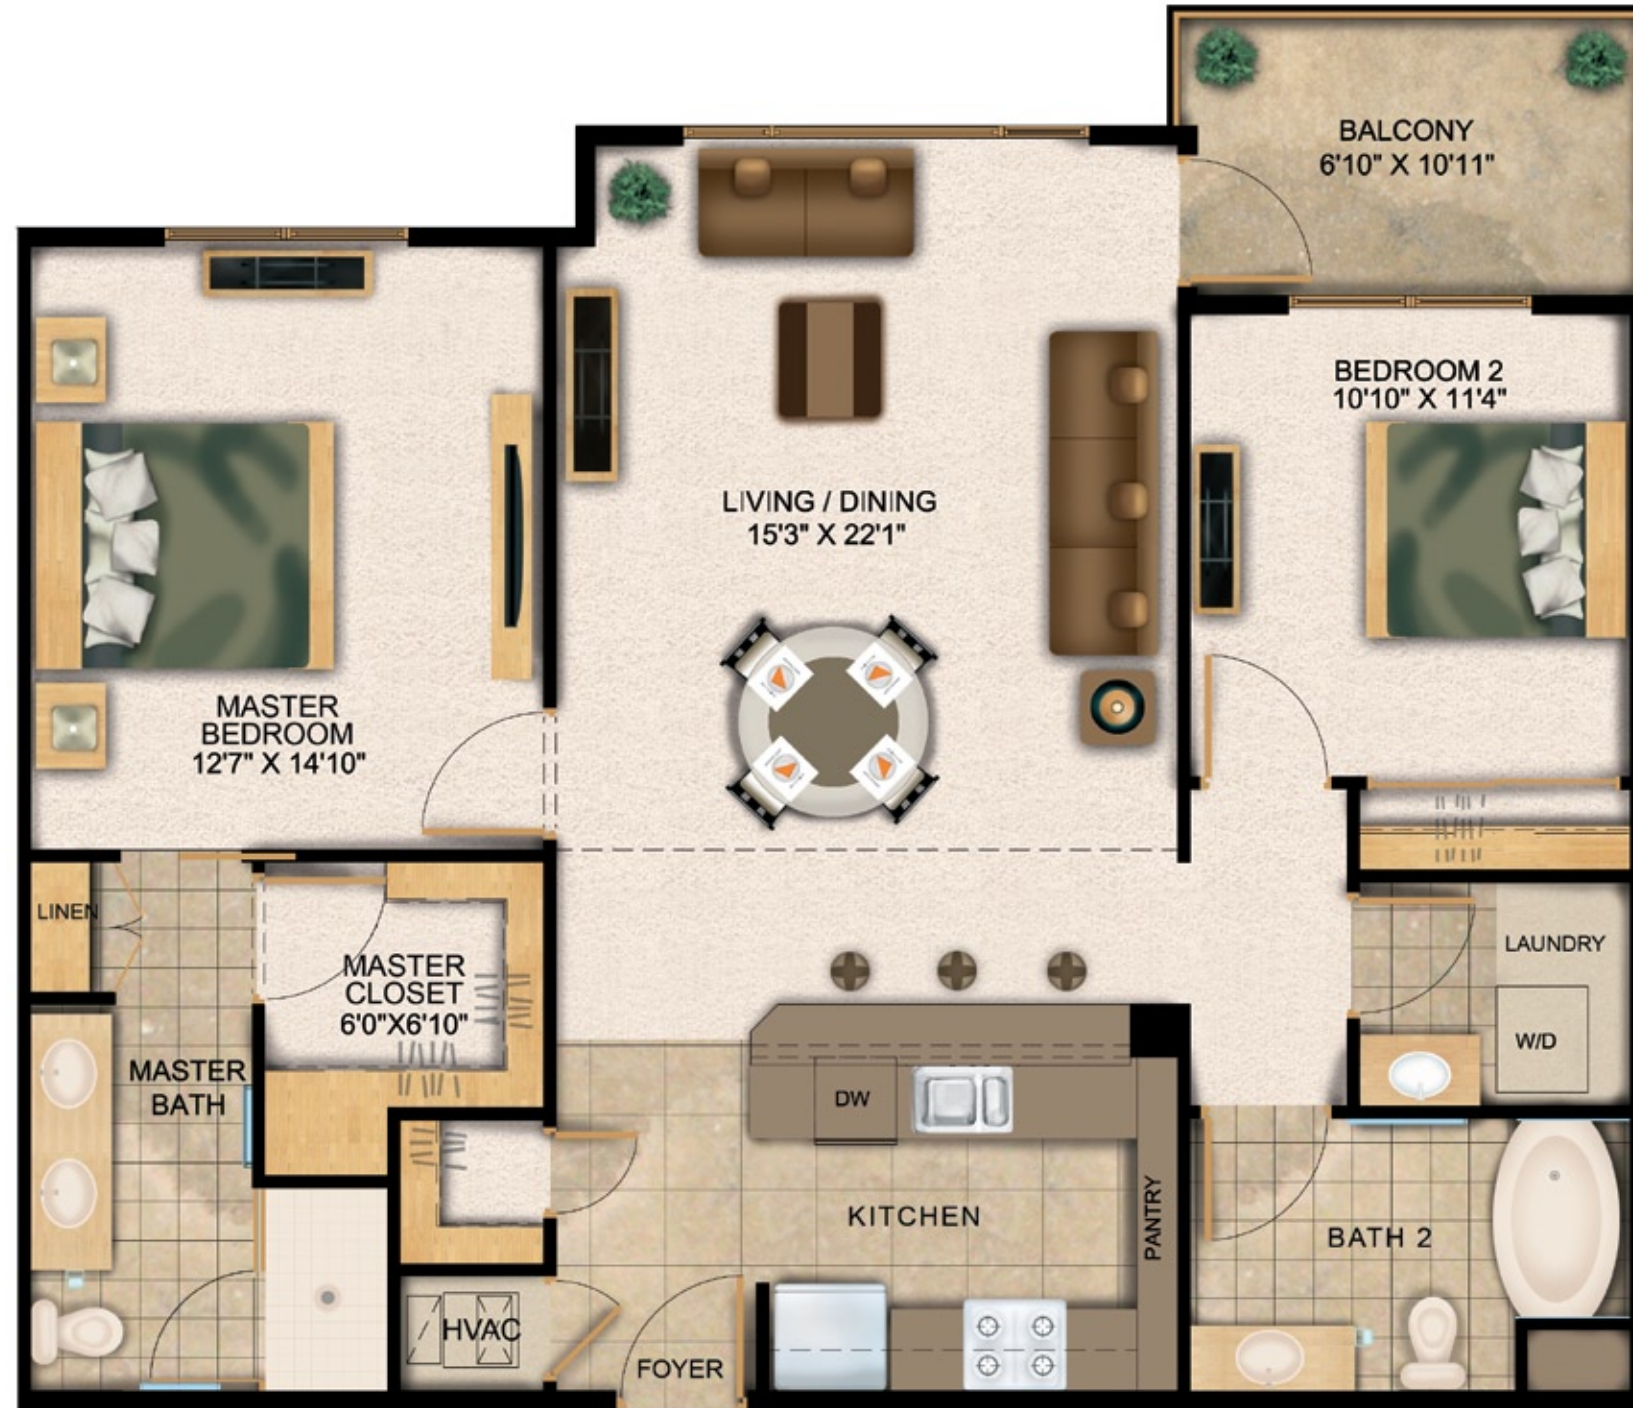 BALCONY
6'10" X 10'11"
BEDROOM 2
10'10" X 11'4"
LIVING / DINING
15'3" X 22'1"
MASTER
BEDROOM
12'7" X 14'10"
LINEN
MASTER
CLOSET
6'0"X6'10"
LAUNDRY
W/D
MASTER
BATH
DW
KITCHEN
PANTRY
BATH 2
HVAC
FOYER